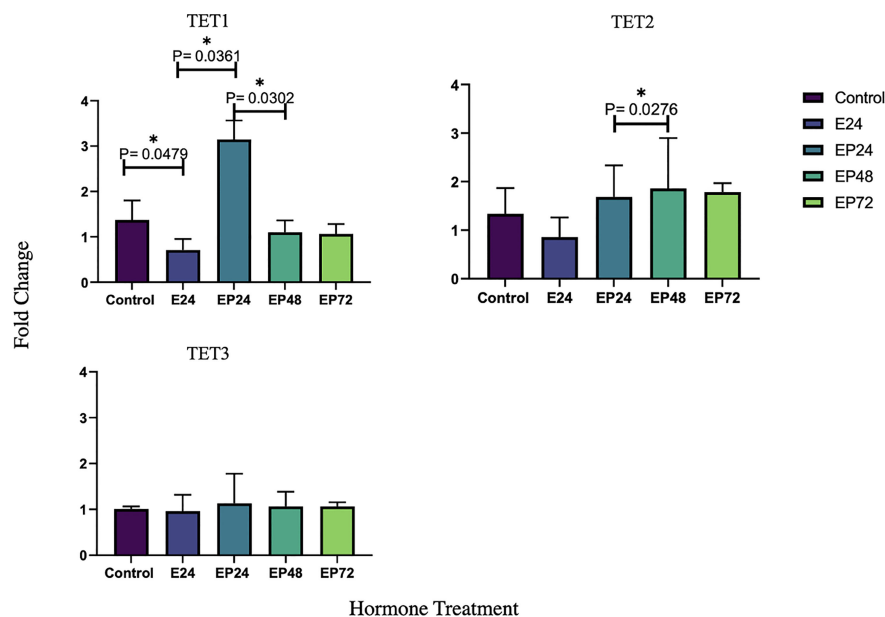 TET1
*
P= 0.0361
*
P= 0.0302
*
P= 0.0479
4
3
2
1
0
Control E24 EP24 EP48 EP72
TET2
*
P= 0.0276
4
3
2
1
0
Control E24 EP24 EP48 EP72
Control
E24
EP24
EP48
EP72
Fold Change
TET3
4
3
2
1
0
Control E24 EP24 EP48 EP72
Hormone Treatment